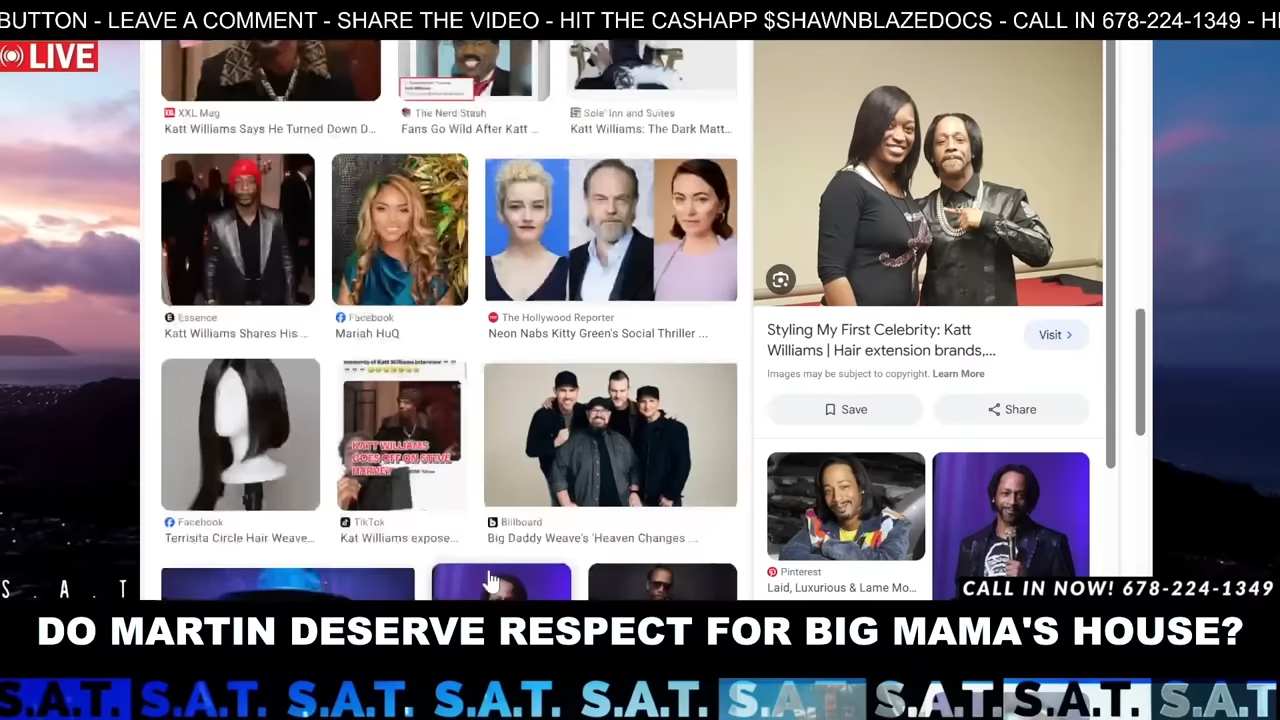 BUTTON - LEAVE A COMMENT - SHARE THE VIDEO - HIT THE CASHAPP $SHAWNBLAZEDOCS - CALL IN 678-224-1349 - HI
LIVE
XXL Mag
Katt Williams Says He Turned Down D...
The Nerd Stash
Fans Go Wild After Katt ...
Sole' Inn and Suites
Katt Williams: The Dark Matt...
Essence
Katt Williams Shares His ...
Facebook
Mariah HuQ
The Hollywood Reporter
Neon Nabs Kitty Green's Social Thriller ...
Styling My First Celebrity: Katt
Williams | Hair extension brands,...
Visit >
Images may be subject to copyright. Learn More
Save
Share
KATT WILLIAMS
GOES OFF ON STEVE
HARVEY
Facebook
Terrisita Circle Hair Weave...
TikTok
Kat Williams expose...
Billboard
Big Daddy Weave's 'Heaven Changes ...
Pinterest
Laid, Luxurious & Lame Mo...
S . A . T
CALL IN NOW! 678-224-1349
DO MARTIN DESERVE RESPECT FOR BIG MAMA'S HOUSE?
S.A.T. S.A.T. S.A.T. S.A.T. S.A.T. S.A.T. S.A.T. S.A.T. S.A.T